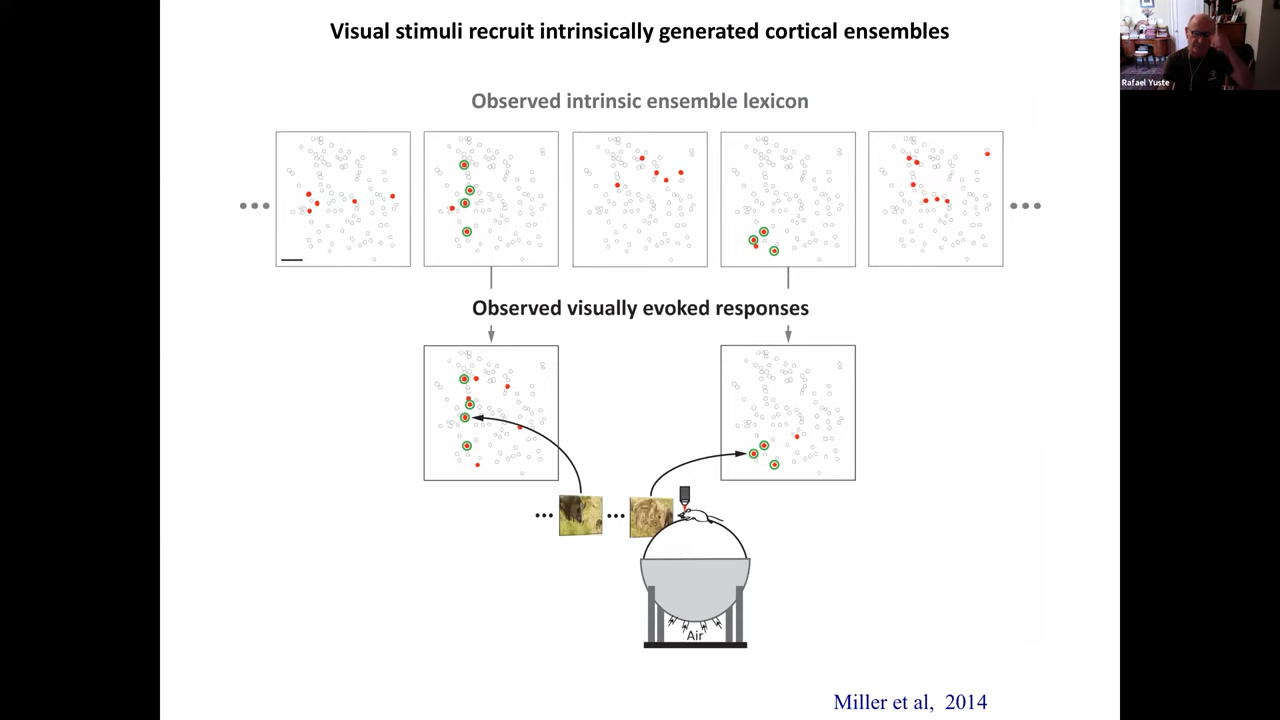 Visual stimuli recruit intrinsically generated cortical ensembles
Rafael Yuste
Observed intrinsic ensemble lexicon
Observed visually evoked responses
Air
Miller et al, 2014